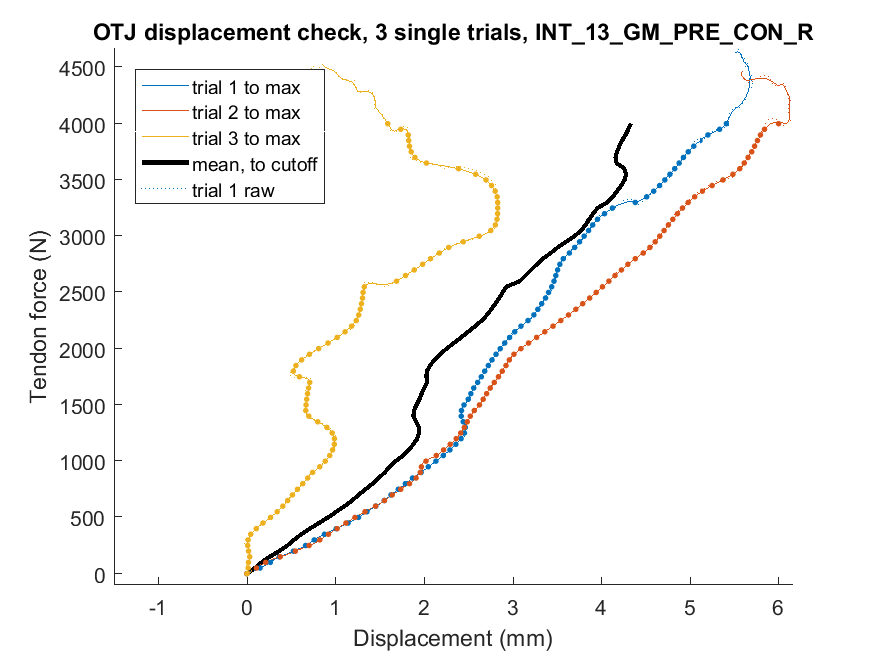 OTJ displacement check, 3 single trials, INT_13_GM_PRE_CON_R
4500
4000
3500
3000
2500
2000
1500
1000
500
0
Tendon force (N)
trial 1 to max
trial 2 to max
trial 3 to max
mean, to cutoff
trial 1 raw
-1
0
1
2
3
4
5
6
Displacement (mm)